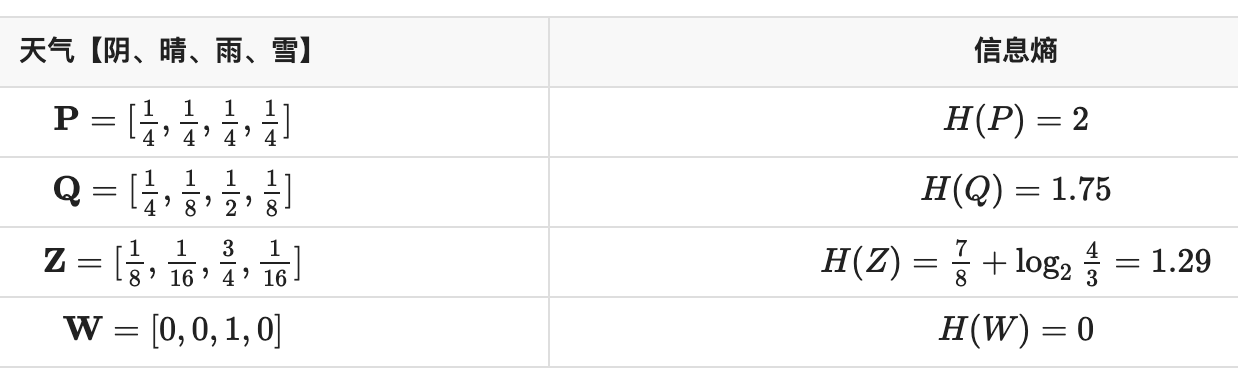 天气【阴、晴、雨、雪】 信息熵
P = [1/4, 1/4, 1/4, 1/4] H(P) = 2
Q = [1/4, 1/8, 1/2, 1/8] H(Q) = 1.75
Z = [1/8, 1/16, 3/4, 1/16] H(Z) = 7/8 + log₂ 4/3 = 1.29
W = [0, 0, 1, 0] H(W) = 0